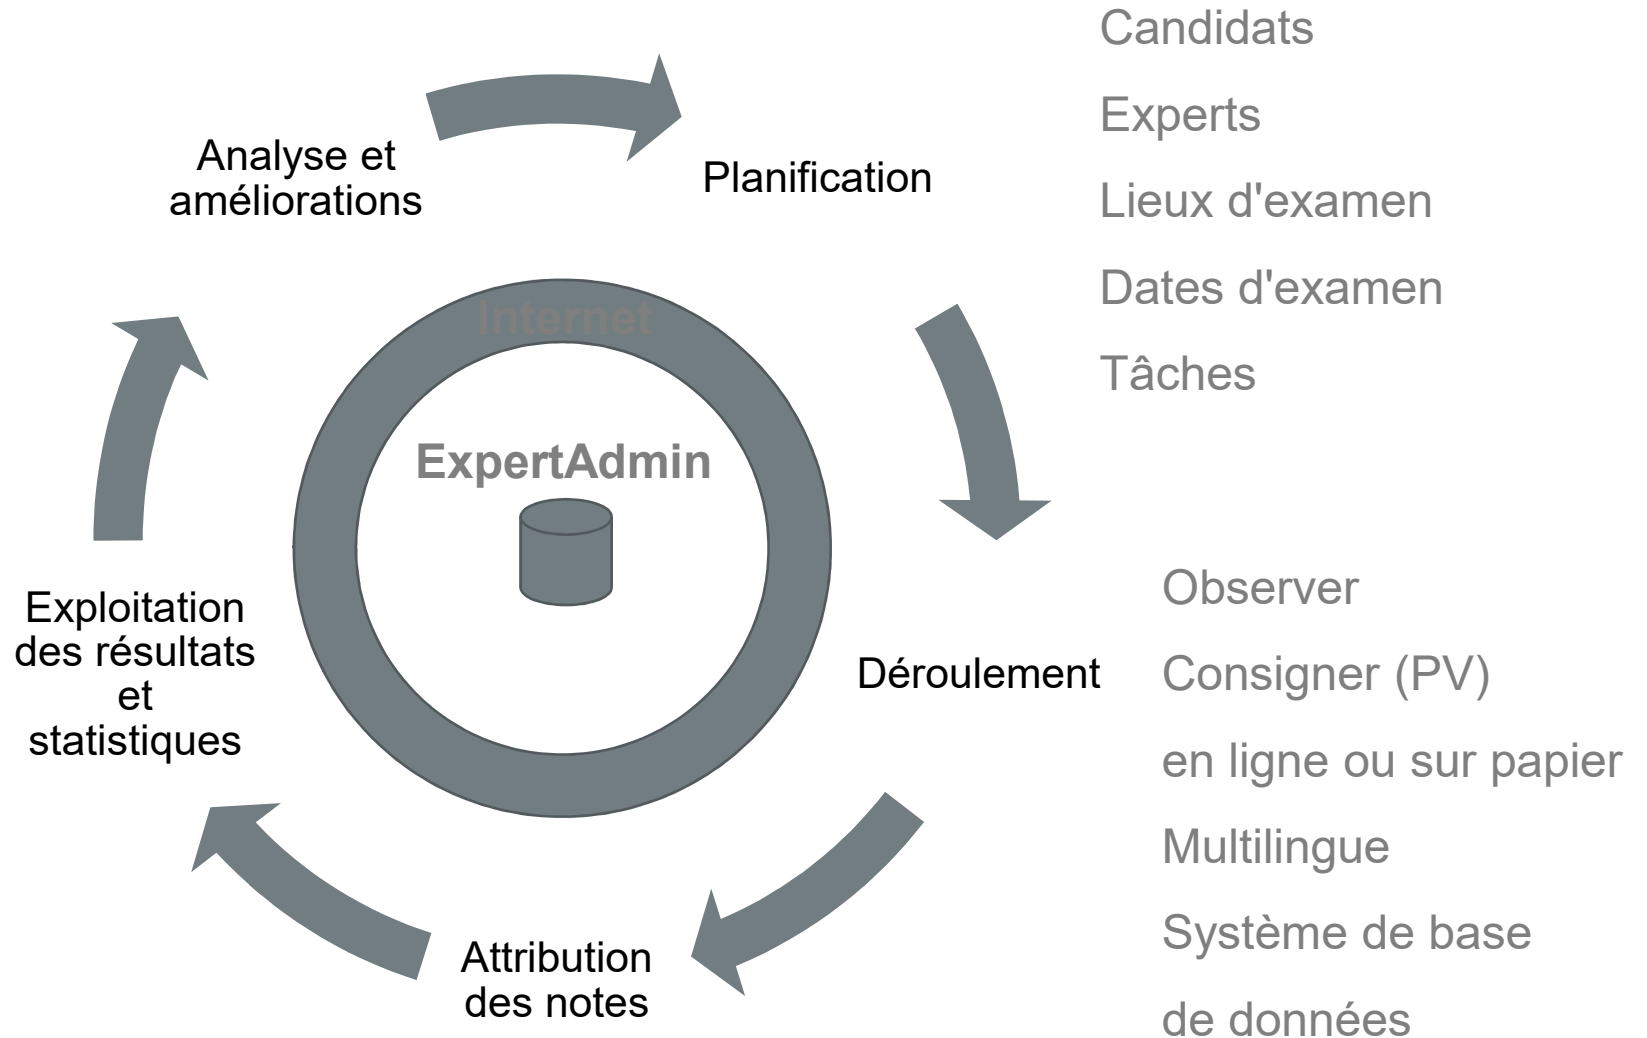 Candidats
Experts
Lieux d'examen
Dates d'examen
Tâches
Analyse et
améliorations
Planification
Internet
ExpertAdmin
Exploitation
des résultats
et
statistiques
Déroulement
Observer
Consigner (PV)
en ligne ou sur papier
Multilingue
Système de base
de données
Attribution
des notes